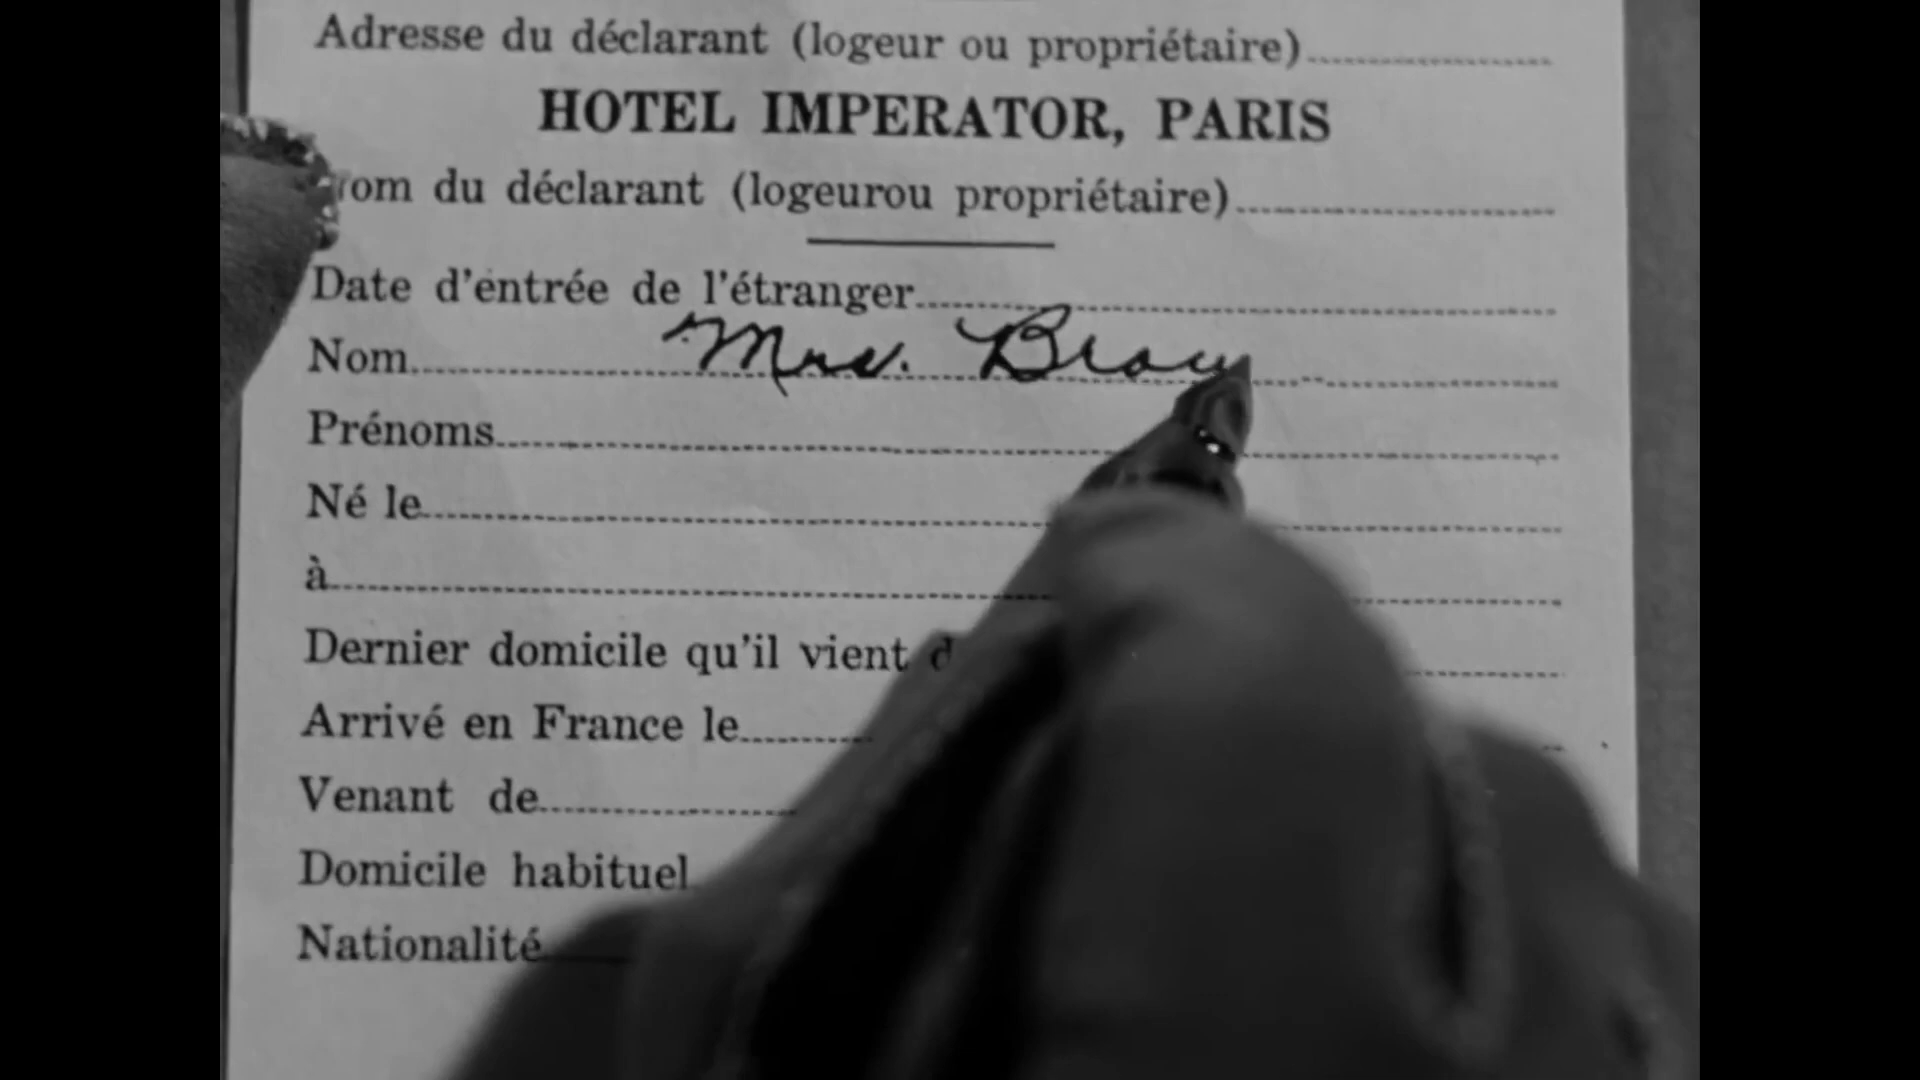 Adresse du déclarant (logeur ou propriétaire)
HOTEL IMPERATOR, PARIS
om du déclarant (logeurou propriétaire)
Date d'entrée de l'étranger
Nom Mrs. Brow
Prénoms
Né le
à
Dernier domicile qu'il vient d
Arrivé en France le
Venant de
Domicile habituel
Nationalité